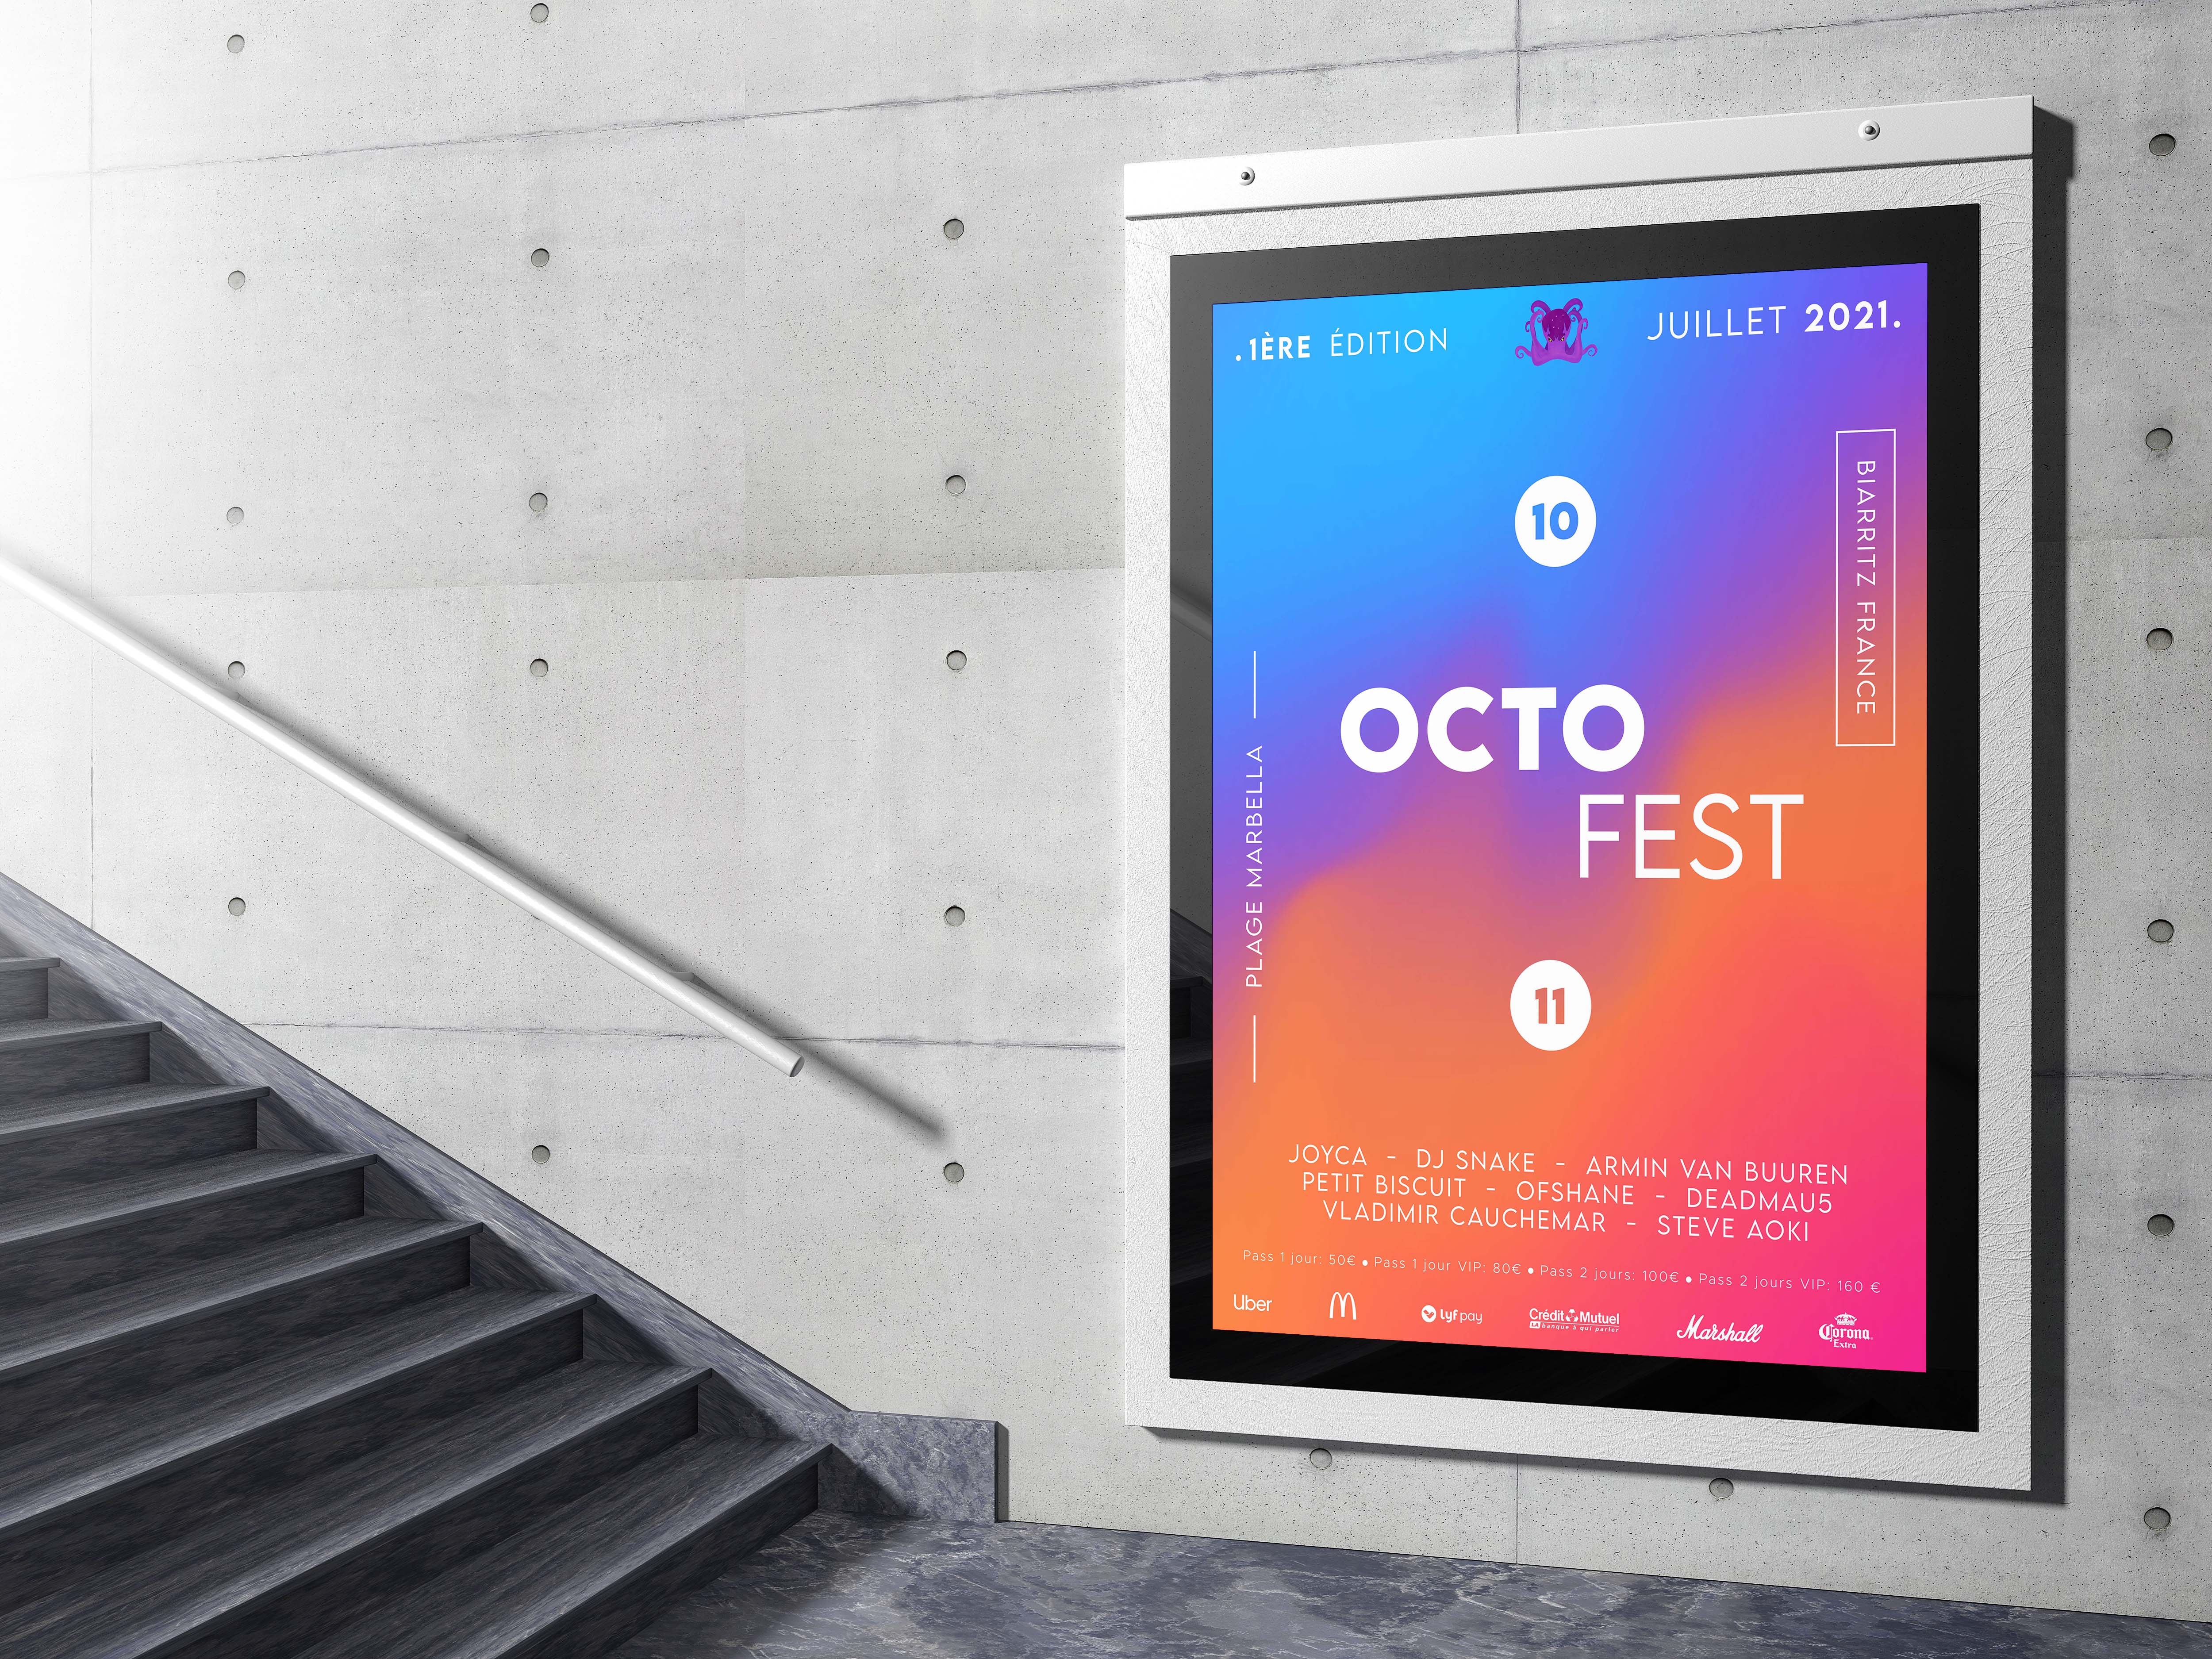 .1ÈRE ÉDITION
JUILLET 2021.
BIARRITZ FRANCE
10
OCTO
FEST
PLAGE MARBELLA
11
JOYCA - DJ SNAKE - ARMIN VAN BUUREN
PETIT BISCUIT - OFSHANE - DEADMAU5
VLADIMIR CAUCHEMAR - STEVE AOKI
Pass 1 jour: 50€ • Pass 1 jour VIP: 80€ • Pass 2 jours: 100€ • Pass 2 jours VIP: 160 €
Uber
lyf pay
Crédit Mutuel
LA banque à qui parler
Marshall
Corona
Extra